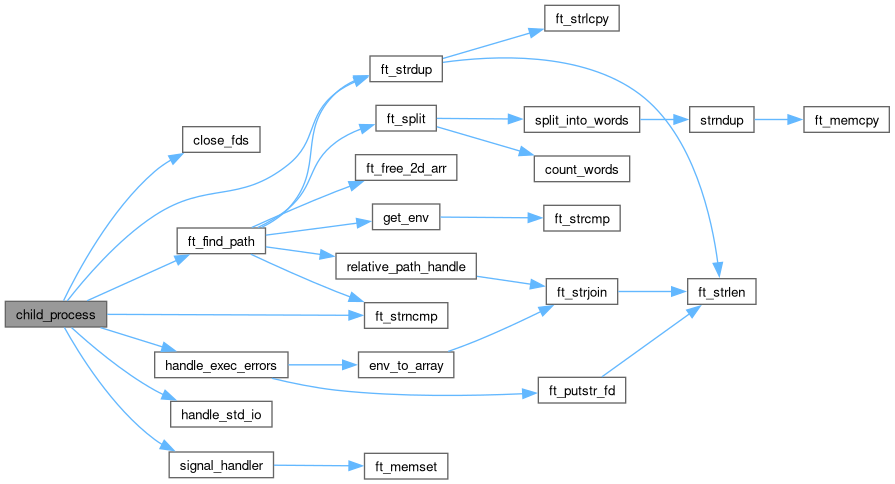 ft_strlcpy
ft_strdup
ft_split
split_into_words
strndup
ft_memcpy
close_fds
ft_free_2d_arr
count_words
get_env
ft_strcmp
ft_find_path
relative_path_handle
ft_strjoin
ft_strlen
child_process
ft_strncmp
handle_exec_errors
env_to_array
ft_putstr_fd
handle_std_io
signal_handler
ft_memset